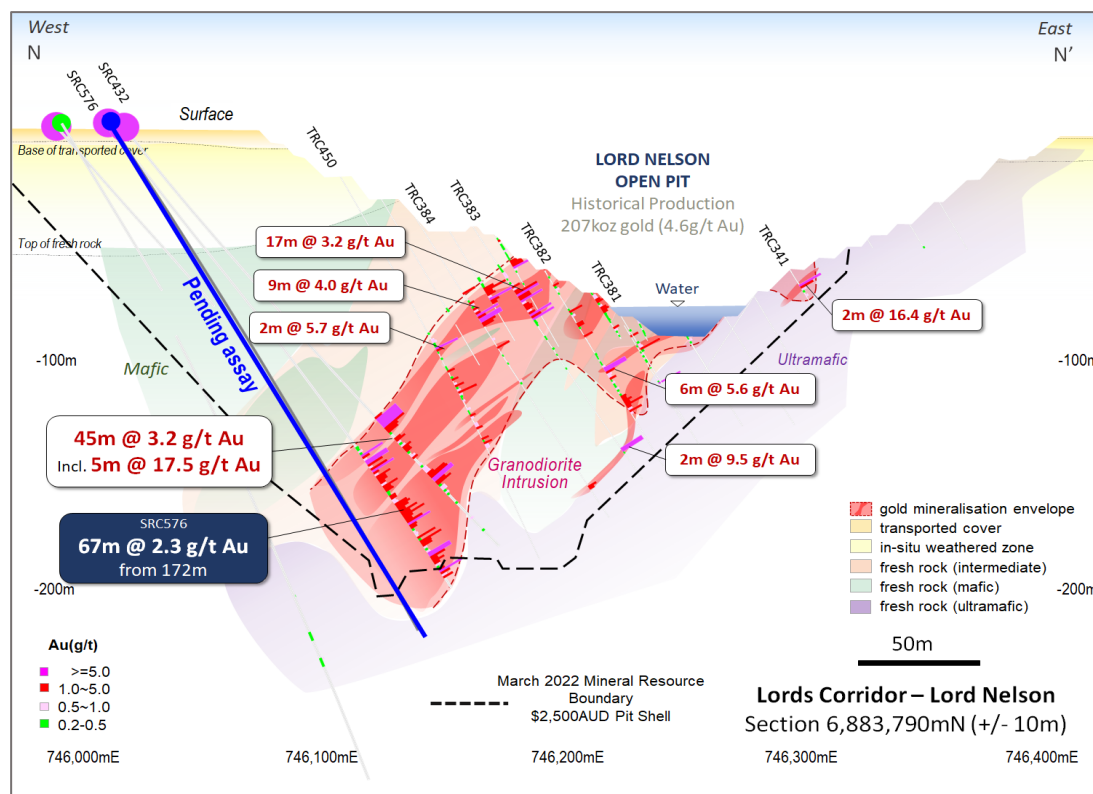 West
East
N
N'
SRC576
SRC432
Surface
Base of transported cover
TRC450
TRC384
TRC383
TRC382
TRC381
TRC341
LORD NELSON
OPEN PIT
Historical Production
207koz gold (4.6g/t Au)
17m @ 3.2 g/t Au
Top of fresh rock
9m @ 4.0 g/t Au
Water
2m @ 16.4 g/t Au
2m @ 5.7 g/t Au
Pending assay
-100m
-100m
Mafic
Ultramafic
6m @ 5.6 g/t Au
45m @ 3.2 g/t Au
Incl. 5m @ 17.5 g/t Au
2m @ 9.5 g/t Au
Granodiorite
Intrusion
SRC576
67m @ 2.3 g/t Au
from 172m
gold mineralisation envelope
transported cover
in-situ weathered zone
fresh rock (intermediate)
fresh rock (mafic)
fresh rock (ultramafic)
-200m
-200m
Au(g/t)
>=5.0
1.0~5.0
0.5~1.0
0.2-0.5
50m
March 2022 Mineral Resource
Boundary
$2,500AUD Pit Shell
Lords Corridor – Lord Nelson
Section 6,883,790mN (+/- 10m)
746,000mE
746,100mE
746,200mE
746,300mE
746,400mE